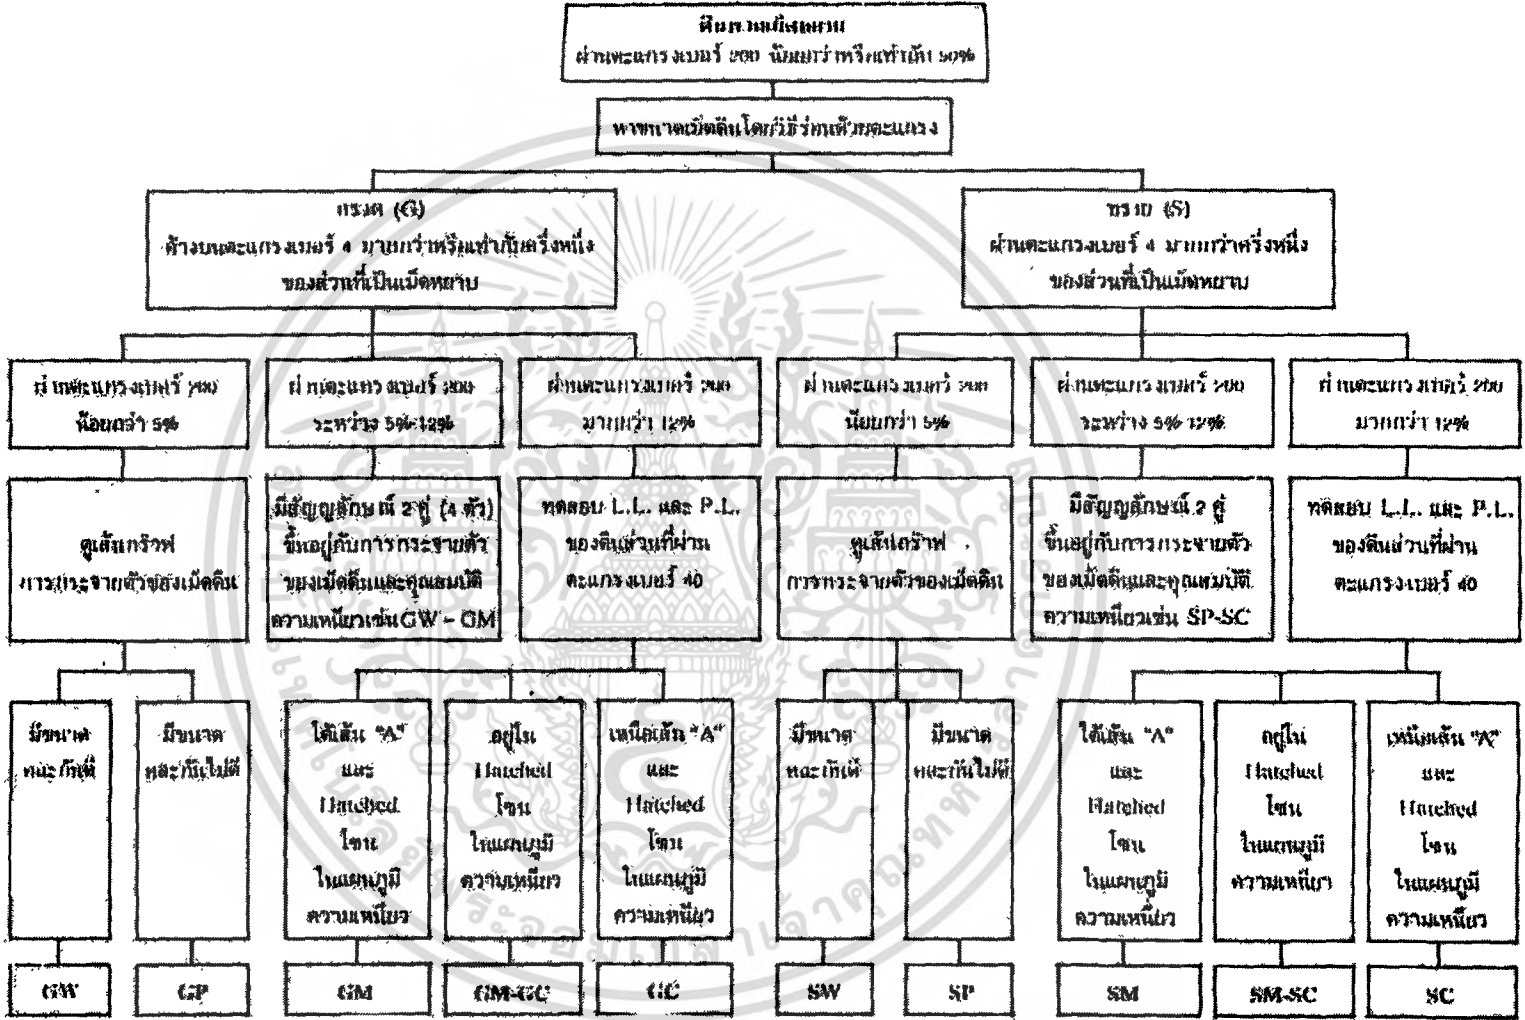 ผ่านตะแกรงเบอร์ 200 น้อยกว่าหรือเท่ากับ 50%
หาขนาดเม็ดดินโดยวิธีร่อนด้วยตะแกรง
กรวด (G)
ค้างบนตะแกรงเบอร์ 4 มากกว่าหรือเท่ากับครึ่งหนึ่ง
ของส่วนที่เป็นเม็ดหยาบ
ทราย (S)
ผ่านตะแกรงเบอร์ 4 มากกว่าครึ่งหนึ่ง
ของส่วนที่เป็นเม็ดหยาบ
ผ่านตะแกรงเบอร์ 200
น้อยกว่า 5%
ผ่านตะแกรงเบอร์ 200
ระหว่าง 5%-12%
ผ่านตะแกรงเบอร์ 200
มากกว่า 12%
ผ่านตะแกรงเบอร์ 200
น้อยกว่า 5%
ผ่านตะแกรงเบอร์ 200
ระหว่าง 5%-12%
ผ่านตะแกรงเบอร์ 200
มากกว่า 12%
ดูเส้นกราฟ
การกระจายตัวของเม็ดดิน
มีสัญญลักษณ์ 2 คู่ (4 ตัว)
ขึ้นอยู่กับการกระจายตัว
ของเม็ดดินและคุณสมบัติ
ความเหนียวเช่น GW - GM
ทดสอบ L.L. และ P.L.
ของดินส่วนที่ผ่าน
ตะแกรงเบอร์ 40
ดูเส้นกราฟ
การกระจายตัวของเม็ดดิน
มีสัญญลักษณ์ 2 คู่
ขึ้นอยู่กับการกระจายตัว
ของเม็ดดินและคุณสมบัติ
ความเหนียวเช่น SP-SC
ทดสอบ L.L. และ P.L.
ของดินส่วนที่ผ่าน
ตะแกรงเบอร์ 40
มีขนาด
คละกันดี
มีขนาด
คละกันไม่ดี
ใต้เส้น "A"
และ
Hatched
โซน
ในแผนภูมิ
ความเหนียว
อยู่ใน
Hatched
โซน
ในแผนภูมิ
ความเหนียว
เหนือเส้น "A"
และ
Hatched
โซน
ในแผนภูมิ
ความเหนียว
มีขนาด
คละกันดี
มีขนาด
คละกันไม่ดี
ใต้เส้น "A"
และ
Hatched
โซน
ในแผนภูมิ
ความเหนียว
อยู่ใน
Hatched
โซน
ในแผนภูมิ
ความเหนียว
เหนือเส้น "A"
และ
Hatched
โซน
ในแผนภูมิ
ความเหนียว
GW
GP
GM
GM-GC
GC
SW
SP
SM
SM-SC
SC